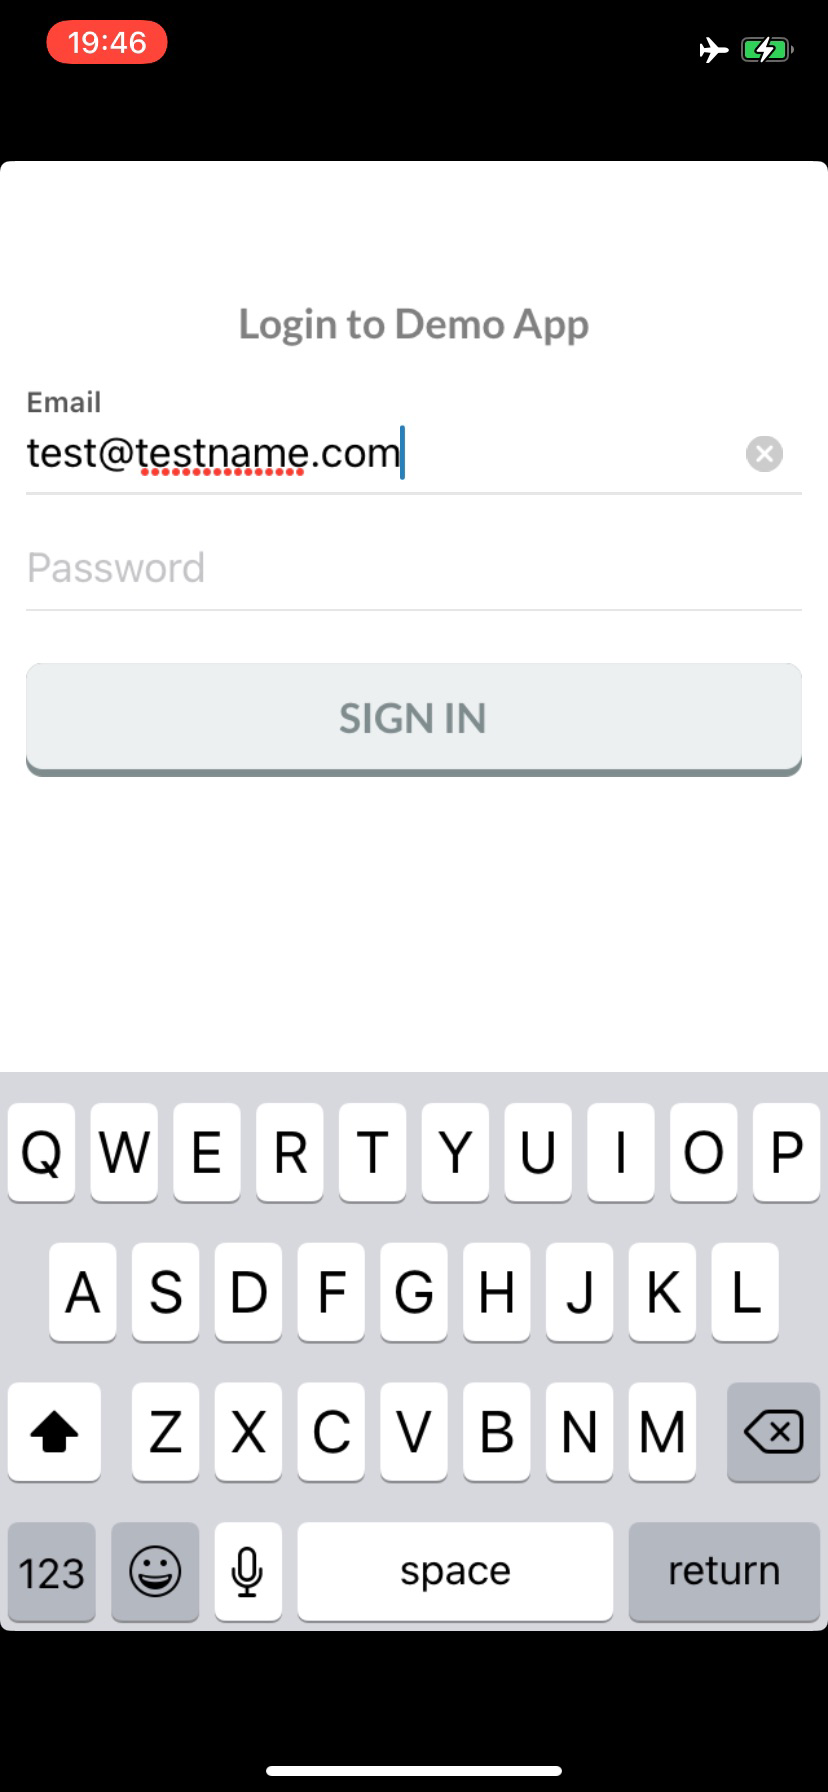 19:46
Login to Demo App
Email
test@testname.com
Password
SIGN IN
Q W E R T Y U I O P
A S D F G H J K L
Z X C V B N M
123 space return